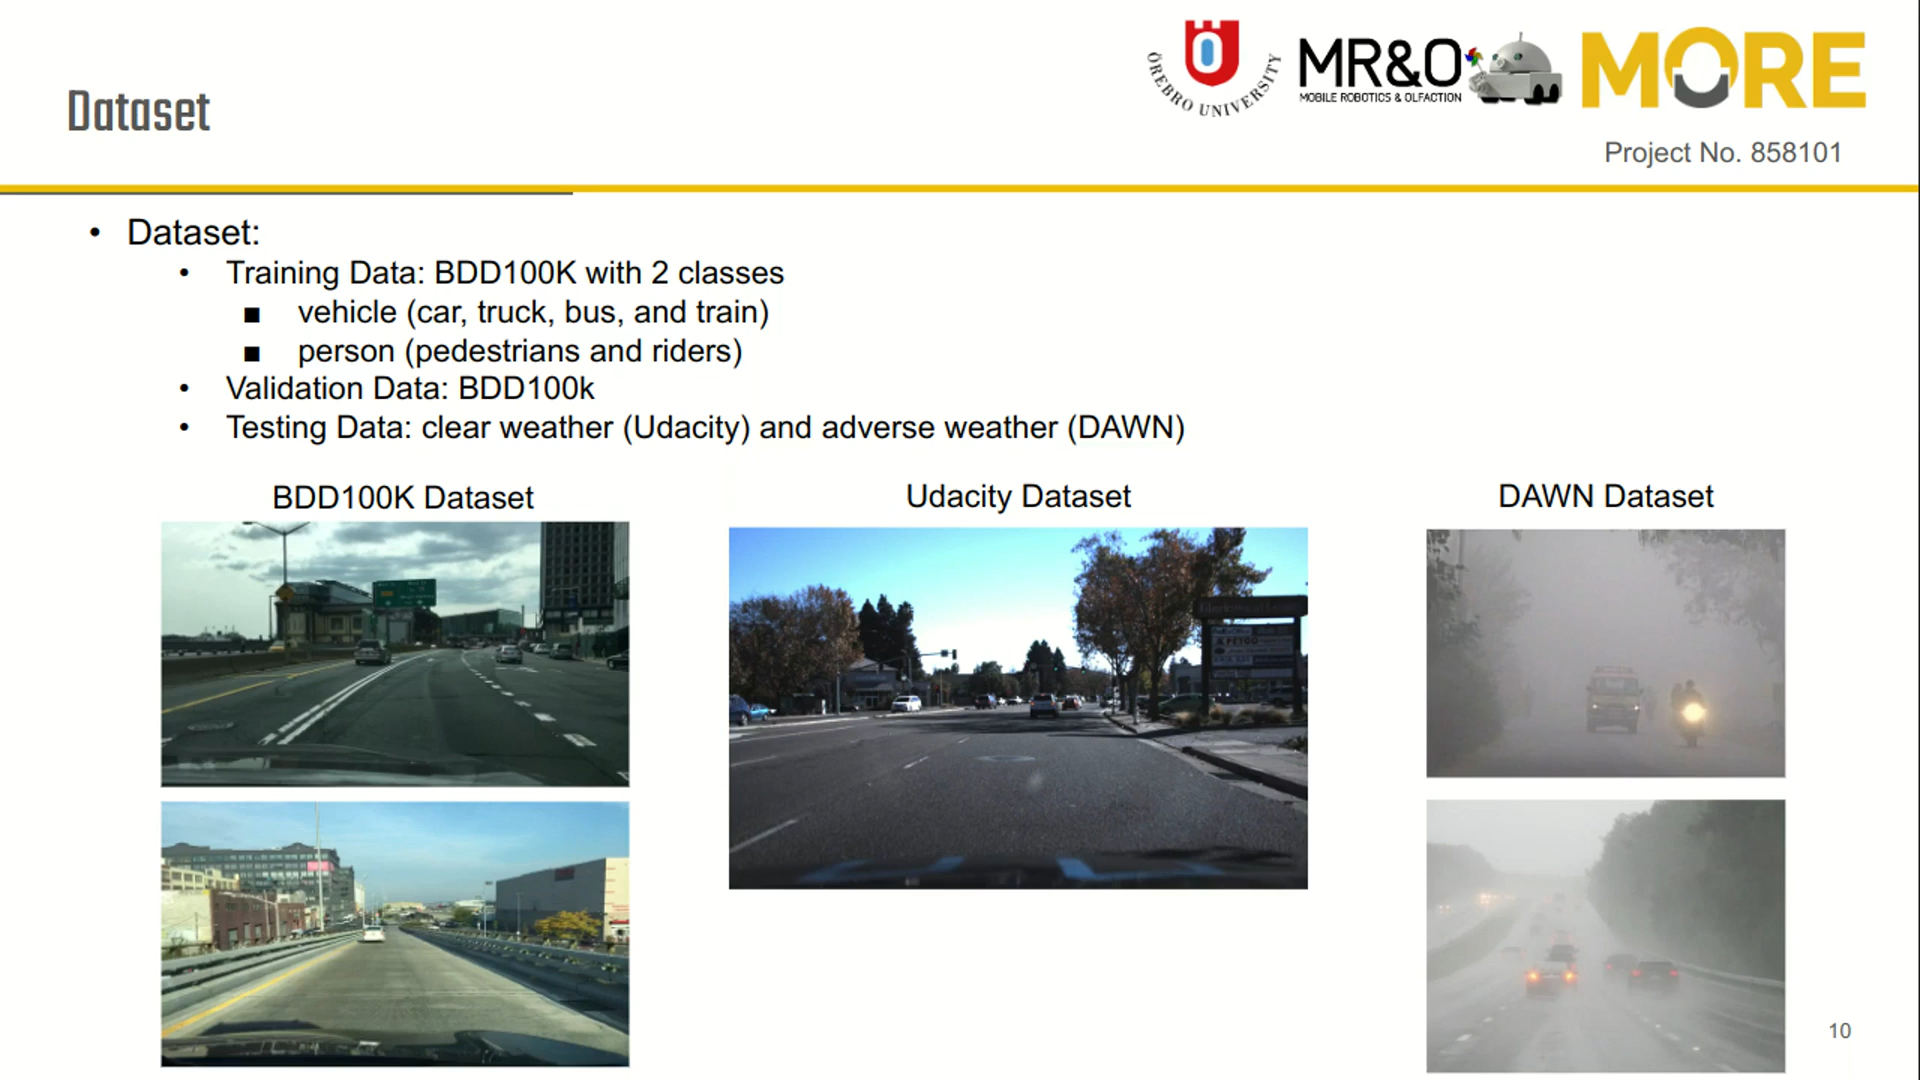 ÖREBRO UNIVERSITY
MR&O
MOBILE ROBOTICS & OLFACTION
MORE
Dataset
Project No. 858101
• Dataset:
• Training Data: BDD100K with 2 classes
■ vehicle (car, truck, bus, and train)
■ person (pedestrians and riders)
• Validation Data: BDD100k
• Testing Data: clear weather (Udacity) and adverse weather (DAWN)
BDD100K Dataset
Udacity Dataset
DAWN Dataset
PETCO
10